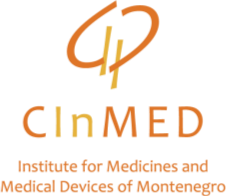 CInMED
Institute for Medicines and
Medical Devices of Montenegro